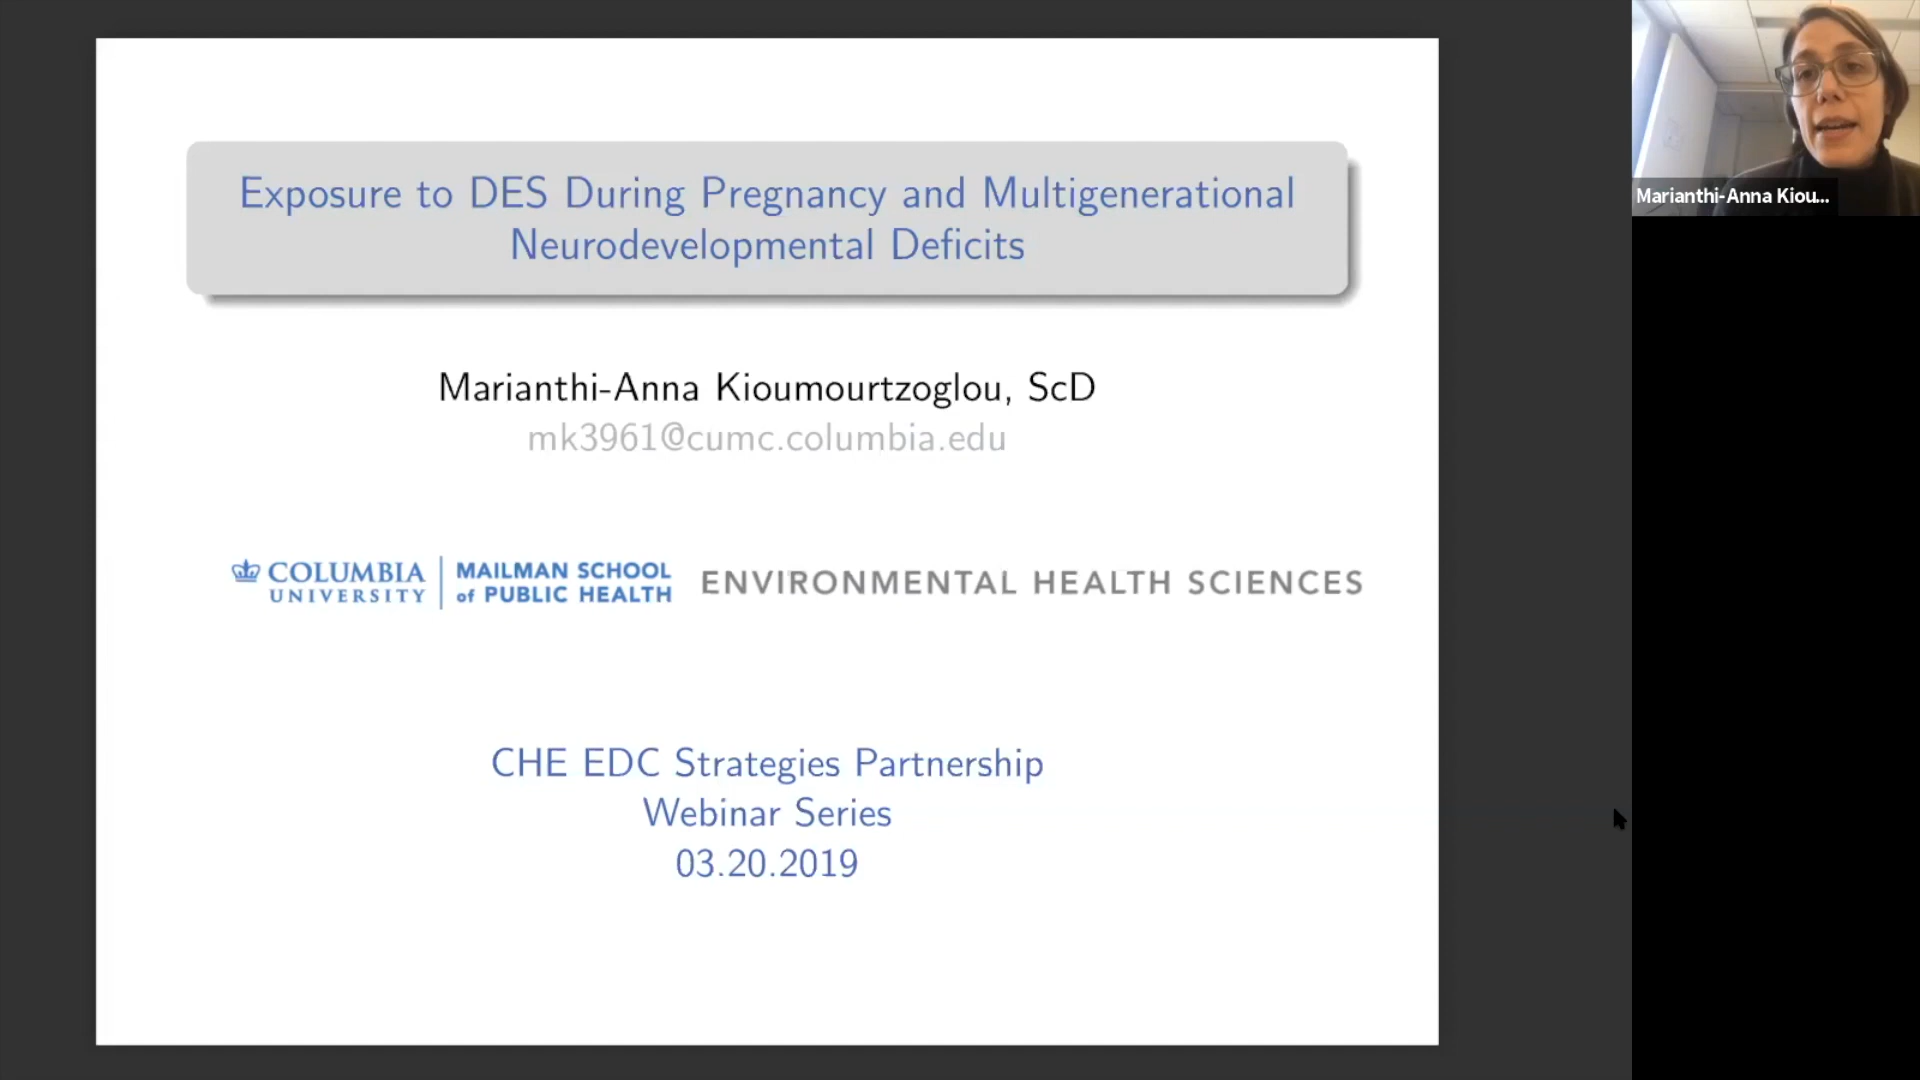 Exposure to DES During Pregnancy and Multigenerational
Neurodevelopmental Deficits
Marianthi-Anna Kioumourtzoglou, ScD
mk3961@cumc.columbia.edu
COLUMBIA
UNIVERSITY
MAILMAN SCHOOL
of PUBLIC HEALTH
ENVIRONMENTAL HEALTH SCIENCES
CHE EDC Strategies Partnership
Webinar Series
03.20.2019
Marianthi-Anna Kiou...